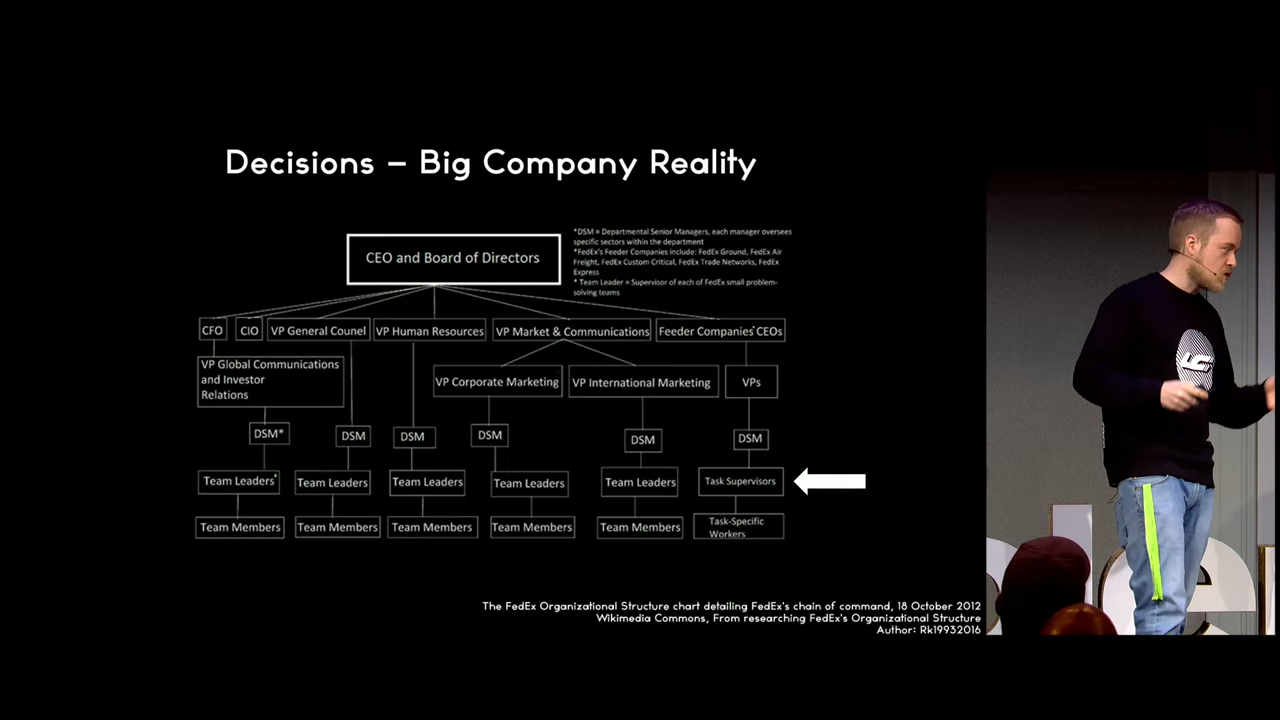 Decisions – Big Company Reality
CEO and Board of Directors
*DSM = Departmental Senior Managers, each manager oversees
specific sectors within the department
*FedEx's Feeder Companies include: FedEx Ground, FedEx Air
Freight, FedEx Custom Critical, FedEx Trade Networks, FedEx
Express
* Team Leader = Supervisor of each of FedEx small problem-
solving teams
CFO
CIO
VP General Counel
VP Human Resources
VP Market & Communications
Feeder Companies* CEOs
VP Global Communications
and Investor
Relations
VP Corporate Marketing
VP International Marketing
VPs
DSM*
DSM
DSM
DSM
DSM
DSM
Team Leaders*
Team Leaders
Team Leaders
Team Leaders
Team Leaders
Task Supervisors
Team Members
Team Members
Team Members
Team Members
Team Members
Task-Specific
Workers
The FedEx Organizational Structure chart detailing FedEx's chain of command, 18 October 2012
Wikimedia Commons, From researching FedEx's Organizational Structure
Author: Rk19932016